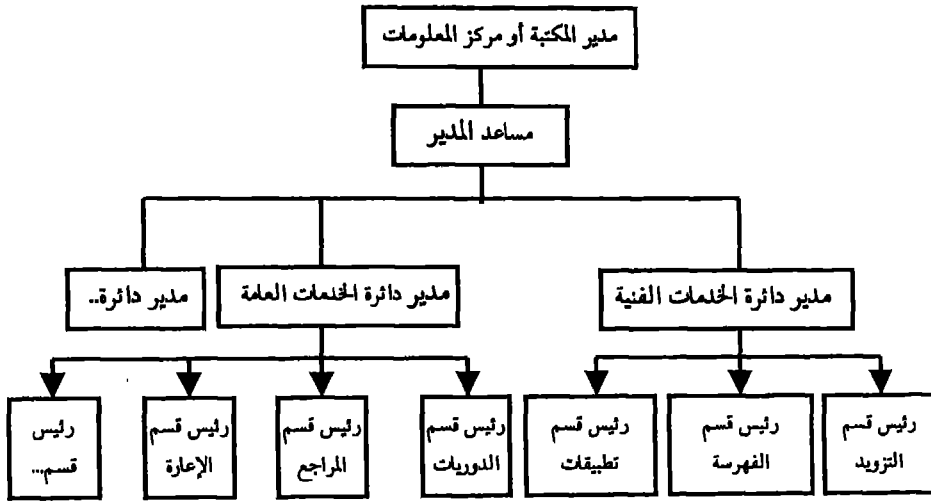 مدير المكتبة أو مركز المعلومات
مساعد المدير
مدير دائرة الخدمات الفنية
مدير دائرة الخدمات العامة
مدير دائرة..
رئيس قسم
التزويد
رئيس قسم
الفهرسة
رئيس قسم
تطبيقات
رئيس قسم
الدوريات
رئيس قسم
المراجع
رئيس قسم
الإعارة
رئيس
قسم...